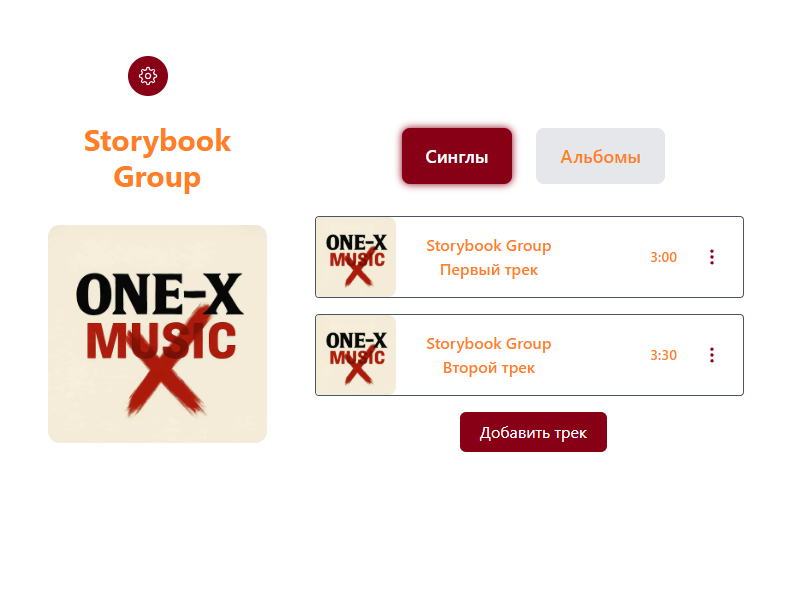 Storybook
Group
ONE-X
MUSIC
Синглы
Альбомы
ONE-X
MUSIC
Storybook Group
Первый трек
3:00
ONE-X
MUSIC
Storybook Group
Второй трек
3:30
Добавить трек